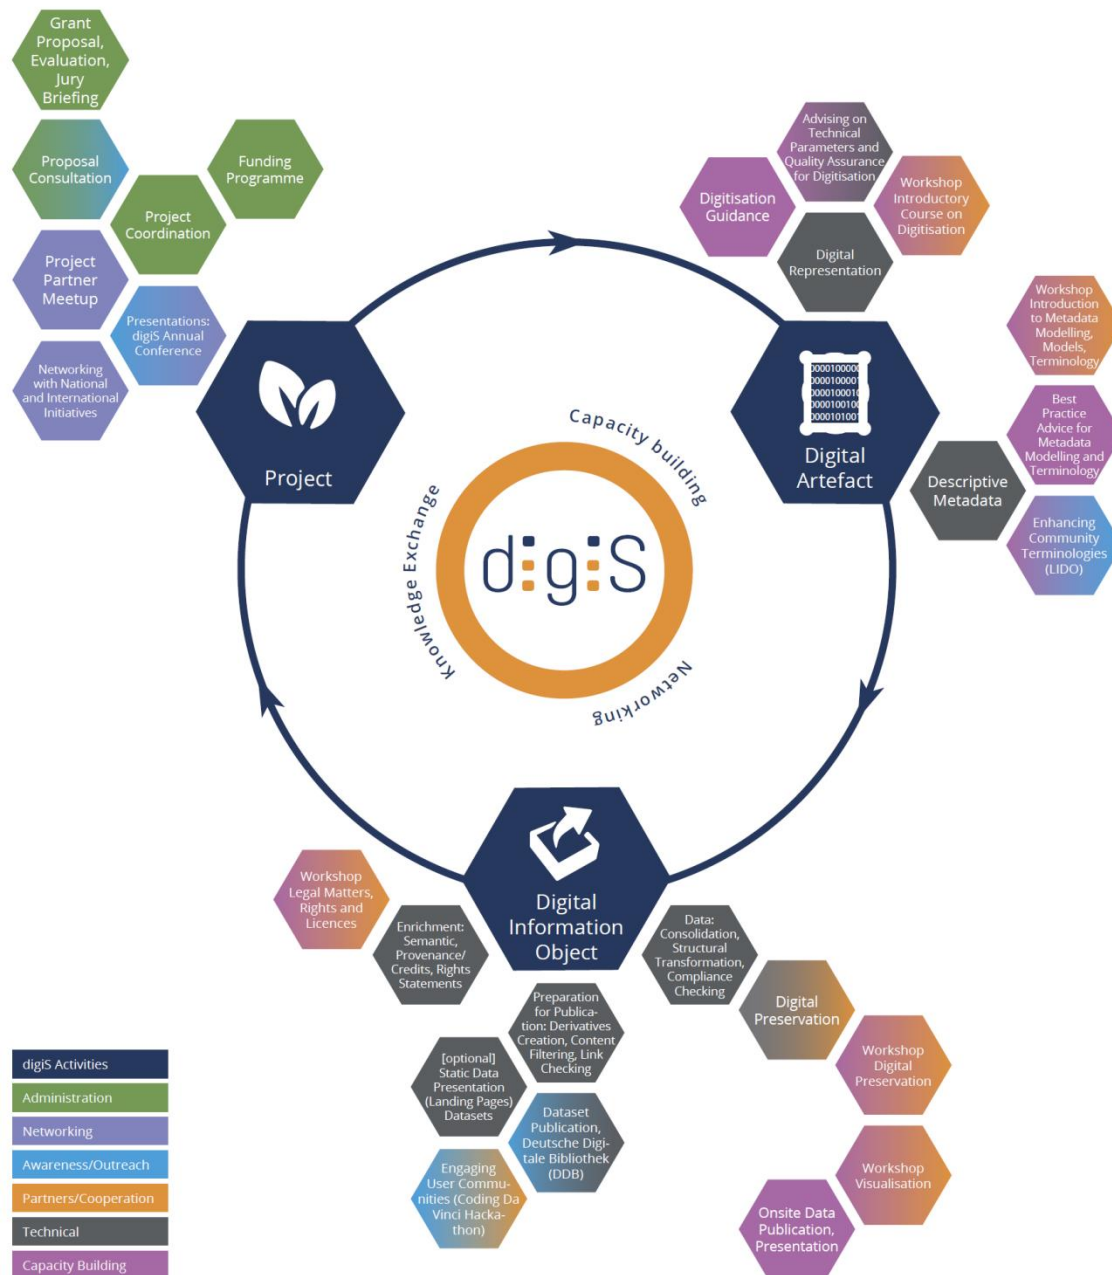 Grant
Proposal,
Evaluation,
Jury
Briefing
Proposal
Consultation
Funding
Programme
Project
Coordination
Project
Partner
Meetup
Presentations:
digiS Annual
Conference
Networking
with National
and International
Initiatives
Project
Advising on
Technical
Parameters and
Quality Assurance
for Digitisation
Digitisation
Guidance
Workshop
Introductory
Course on
Digitisation
Digital
Representation
Workshop
Introduction
to Metadata
Modelling,
Models,
Terminology
0000100000
0000100001
0000100010
0000100100
0000101001
Digital
Artefact
Best
Practice
Advice for
Metadata
Modelling and
Terminology
Descriptive
Metadata
Enhancing
Community
Terminologies
(LIDO)
Capacity building
Knowledge Exchange
Networking
digiS
Digital
Information
Object
Workshop
Legal Matters,
Rights and
Licences
Enrichment:
Semantic,
Provenance/
Credits, Rights
Statements
Data:
Consolidation,
Structural
Transformation,
Compliance
Checking
Digital
Preservation
Preparation
for Publica-
tion: Derivatives
Creation, Content
Filtering, Link
Checking
[optional]
Static Data
Presentation
(Landing Pages)
Datasets
Workshop
Digital
Preservation
Dataset
Publication,
Deutsche Digi-
tale Bibliothek
(DDB)
Engaging
User Commu-
nities (Coding Da
Vinci Hacka-
thon)
Workshop
Visualisation
Onsite Data
Publication,
Presentation
digiS Activities
Administration
Networking
Awareness/Outreach
Partners/Cooperation
Technical
Capacity Building